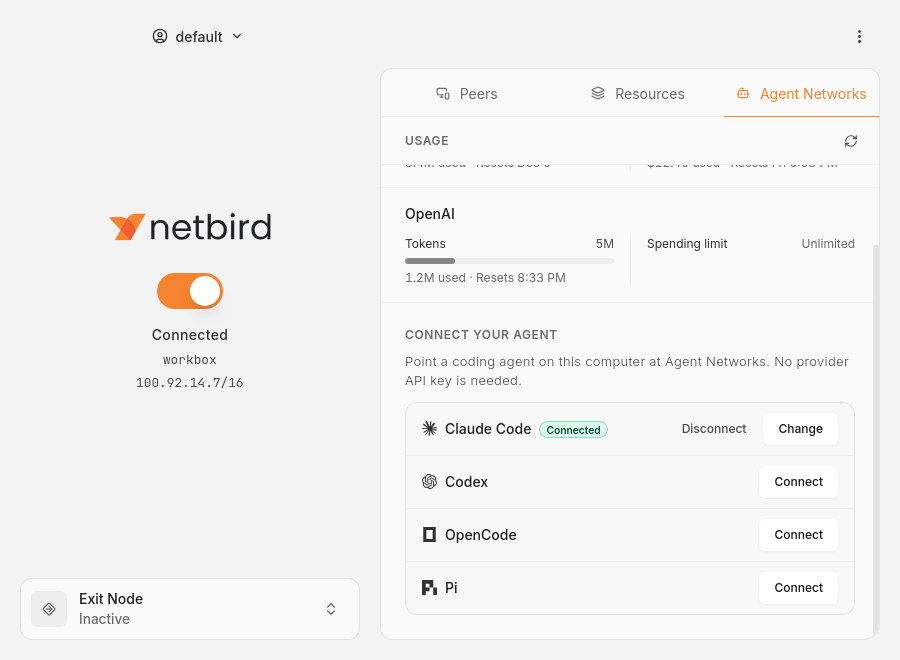 default
netbird
Connected
workbox
100.92.14.7/16
Exit Node
Inactive
Peers
Resources
Agent Networks
USAGE
OpenAI
Tokens 5M
1.2M used · Resets 8:33 PM
Spending limit Unlimited
CONNECT YOUR AGENT
Point a coding agent on this computer at Agent Networks. No provider
API key is needed.
Claude Code Connected Disconnect Change
Codex Connect
OpenCode Connect
Pi Connect